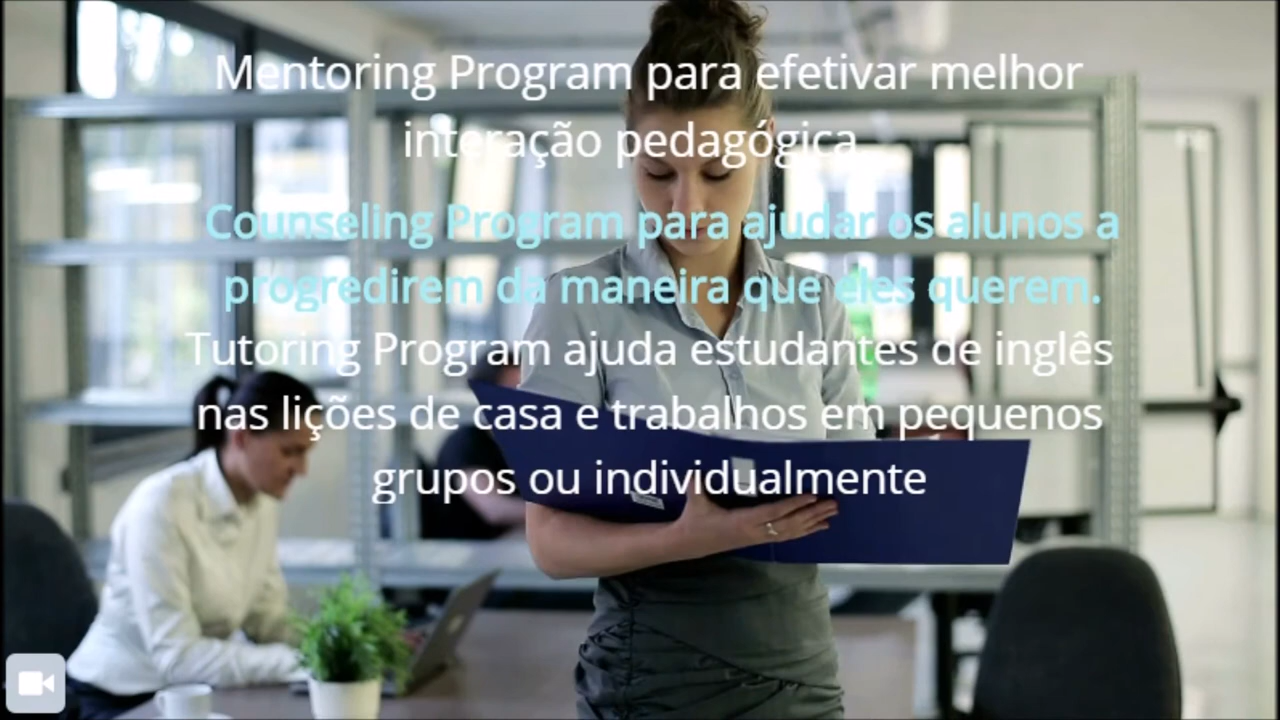 Mentoring Program para efetivar melhor
interação pedagógica
Counseling Program para ajudar os alunos a
progredirem da maneira que eles querem.
Tutoring Program ajuda estudantes de inglês
nas lições de casa e trabalhos em pequenos
grupos ou individualmente